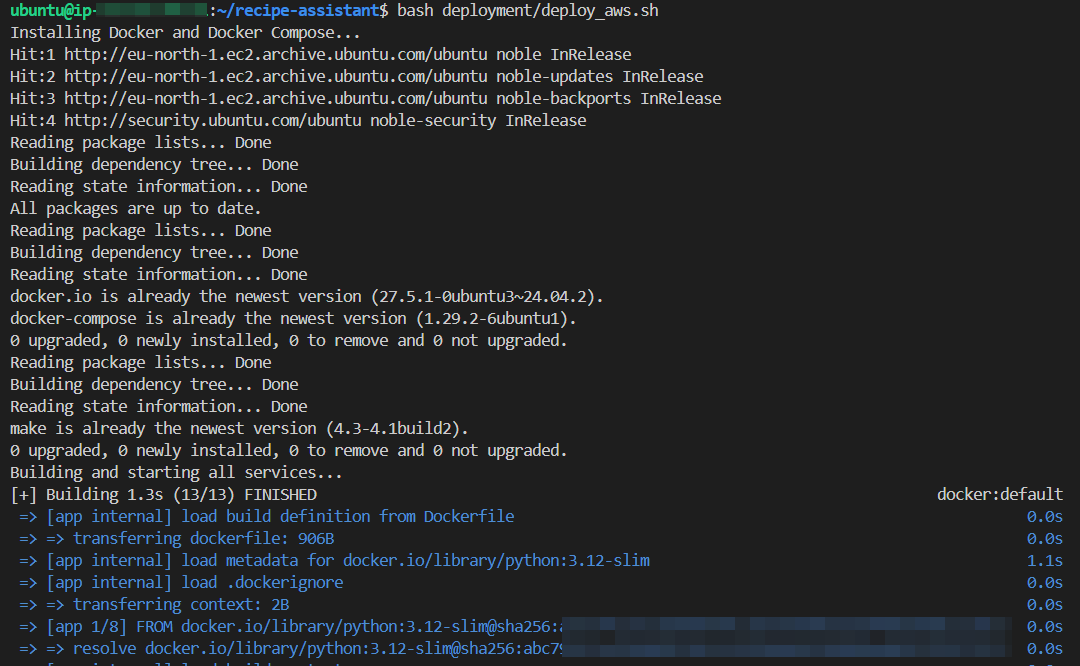 ubuntu@ip-:~/recipe-assistant$ bash deployment/deploy_aws.sh
Installing Docker and Docker Compose...
Hit:1 http://eu-north-1.ec2.archive.ubuntu.com/ubuntu noble InRelease
Hit:2 http://eu-north-1.ec2.archive.ubuntu.com/ubuntu noble-updates InRelease
Hit:3 http://eu-north-1.ec2.archive.ubuntu.com/ubuntu noble-backports InRelease
Hit:4 http://security.ubuntu.com/ubuntu noble-security InRelease
Reading package lists... Done
Building dependency tree... Done
Reading state information... Done
All packages are up to date.
Reading package lists... Done
Building dependency tree... Done
Reading state information... Done
docker.io is already the newest version (27.5.1-0ubuntu3~24.04.2).
docker-compose is already the newest version (1.29.2-6ubuntu1).
0 upgraded, 0 newly installed, 0 to remove and 0 not upgraded.
Reading package lists... Done
Building dependency tree... Done
Reading state information... Done
make is already the newest version (4.3-4.1build2).
0 upgraded, 0 newly installed, 0 to remove and 0 not upgraded.
Building and starting all services...
[+] Building 1.3s (13/13) FINISHED docker:default
=> [app internal] load build definition from Dockerfile 0.0s
=> => transferring dockerfile: 906B 0.0s
=> [app internal] load metadata for docker.io/library/python:3.12-slim 1.1s
=> [app internal] load .dockerignore 0.0s
=> => transferring context: 2B 0.0s
=> [app 1/8] FROM docker.io/library/python:3.12-slim@sha256: 0.0s
=> => resolve docker.io/library/python:3.12-slim@sha256:abc79 0.0s